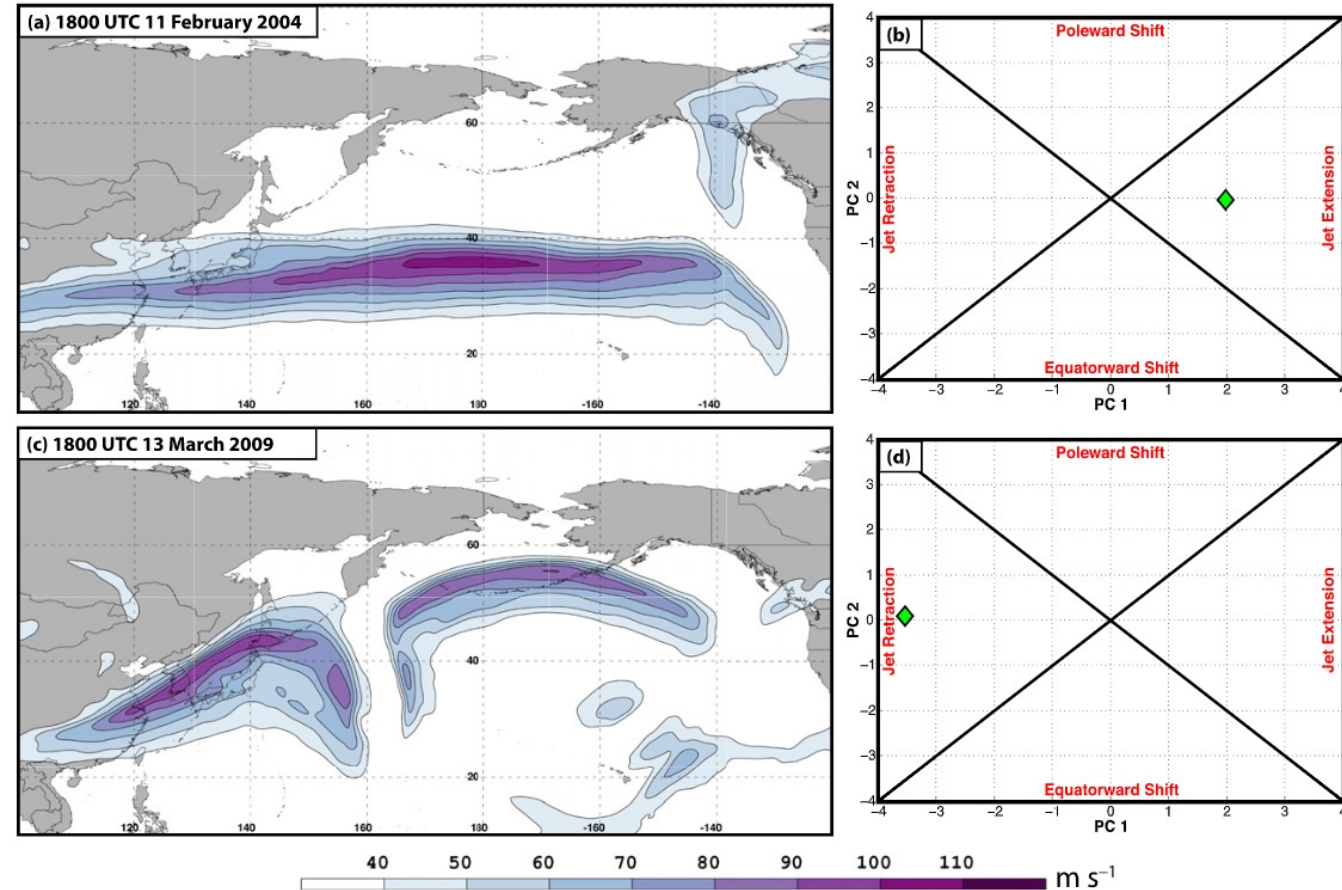 (a) 1800 UTC 11 February 2004
60
40
20
120 140 160 180 -160 -140
(b)
Poleward Shift
4
3
2
1
0
−1
−2
−3
−4
PC 2
Jet Retraction
Jet Extension
Equatorward Shift
−4 −3 −2 −1 0 1 2 3 4
PC 1
(c) 1800 UTC 13 March 2009
60
40
20
120 140 160 180 -160 -140
(d)
Poleward Shift
4
3
2
1
0
−1
−2
−3
−4
PC 2
Jet Retraction
Jet Extension
Equatorward Shift
−4 −3 −2 −1 0 1 2 3 4
PC 1
40 50 60 70 80 90 100 110 m s⁻¹